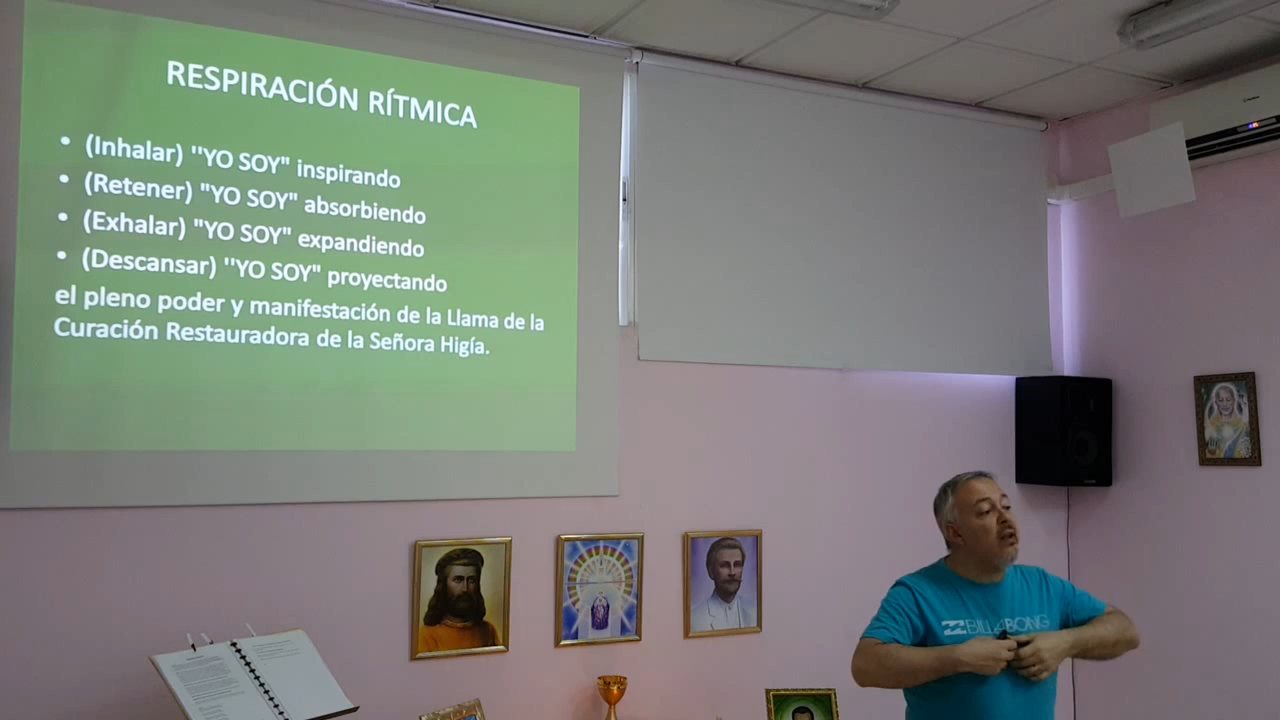 RESPIRACIÓN RÍTMICA
• (Inhalar) ''YO SOY" inspirando
• (Retener) "YO SOY" absorbiendo
• (Exhalar) "YO SOY" expandiendo
• (Descansar) ''YO SOY" proyectando
el pleno poder y manifestación de la Llama de la
Curación Restauradora de la Señora Higía.
BILLABONG